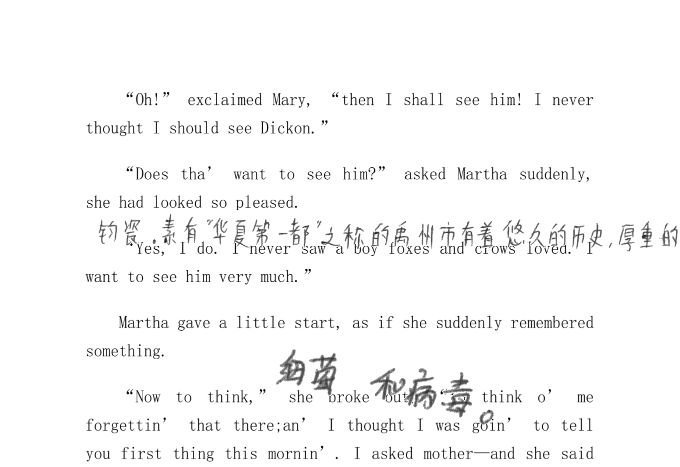 “Oh!” exclaimed Mary, “then I shall see him! I never
thought I should see Dickon.”
“Does tha’ want to see him?” asked Martha suddenly,
she had looked so pleased.
钧瓷.素有“华夏第一都”之称的禹州市有着悠久的历史,厚重的
“Yes, I do. I never saw a boy foxes and crows loved. I
want to see him very much.”
Martha gave a little start, as if she suddenly remembered
something.
细菌和病毒。
“Now to think,” she broke out, think o’ me
forgettin’ that there;an’ I thought I was goin’ to tell
you first thing this mornin’. I asked mother—and she said